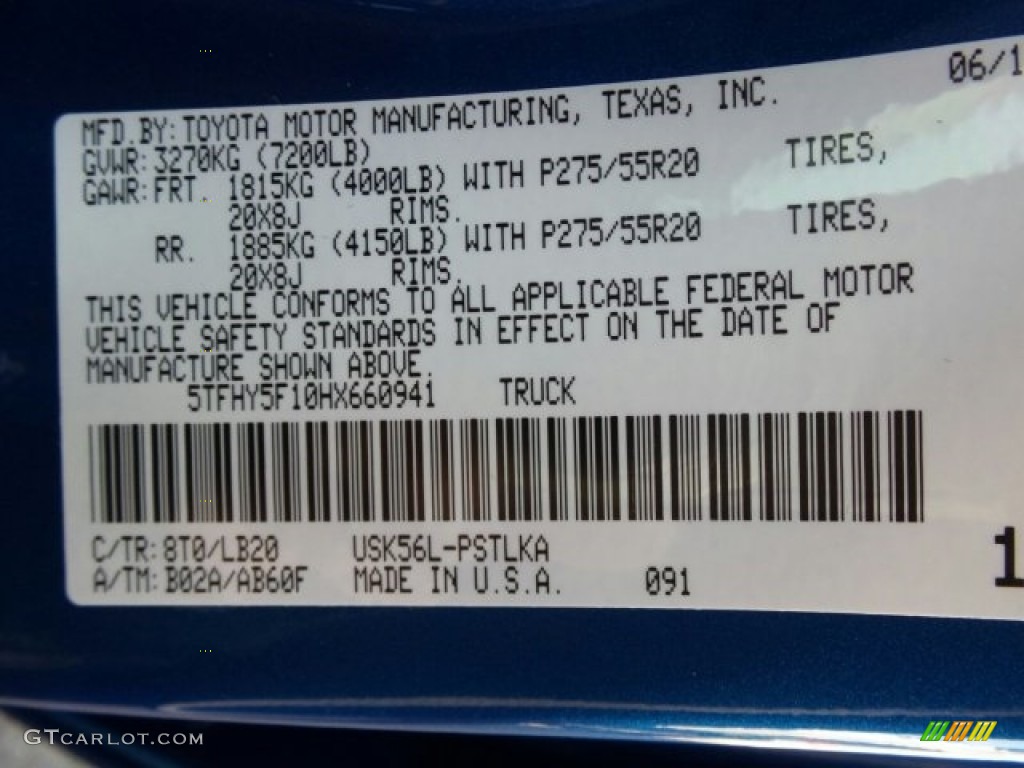 06/1
MFD.BY:TOYOTA MOTOR MANUFACTURING, TEXAS, INC.
GVWR:3270KG (7200LB)
GAWR:FRT. 1815KG (4000LB) WITH P275/55R20 TIRES,
20X8J RIMS.
RR. 1885KG (4150LB) WITH P275/55R20 TIRES,
20X8J RIMS.
THIS VEHICLE CONFORMS TO ALL APPLICABLE FEDERAL MOTOR
VEHICLE SAFETY STANDARDS IN EFFECT ON THE DATE OF
MANUFACTURE SHOWN ABOVE.
5TFHY5F10HX660941 TRUCK
C/TR:8T0/LB20 USK56L-PSTLKA
A/TM:B02A/AB60F MADE IN U.S.A. 091
1
GTCARLOT.COM